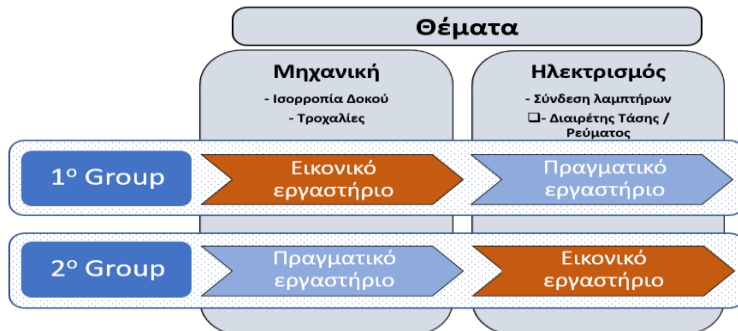 Θέματα
Μηχανική
- Ισορροπία Δοκού
- Τροχαλίες
Ηλεκτρισμός
- Σύνδεση λαμπτήρων
❑- Διαιρέτης Τάσης /
Ρεύματος
1ο Group
Εικονικό
εργαστήριο
Πραγματικό
εργαστήριο
2ο Group
Πραγματικό
εργαστήριο
Εικονικό
εργαστήριο